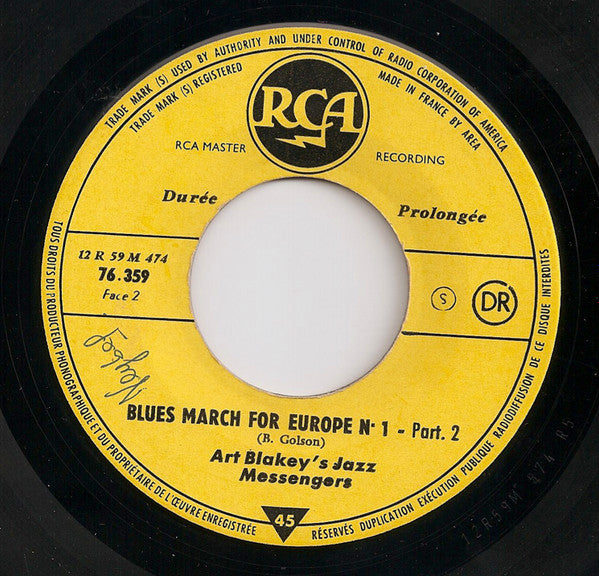 TRADE MARK (S) USED BY AUTHORITY AND UNDER CONTROL OF RADIO CORPORATION OF AMERICA
TRADE MARK (S) REGISTERED
MADE IN FRANCE BY AREA
RCA
RCA MASTER RECORDING
Durée Prolongée
12 R 59 M 474
76.359
Face 2
S
DR
BLUES MARCH FOR EUROPE N· 1 - Part. 2
(B. Golson)
Art Blakey's Jazz
Messengers
45
TOUS DROITS DU PRODUCTEUR PHONOGRAPHIQUE ET DU PROPRIÉTAIRE DE L'ŒUVRE ENREGISTRÉE RÉSERVÉS DUPLICATION EXÉCUTION PUBLIQUE RADIODIFFUSION DE CE DISQUE INTERDITES